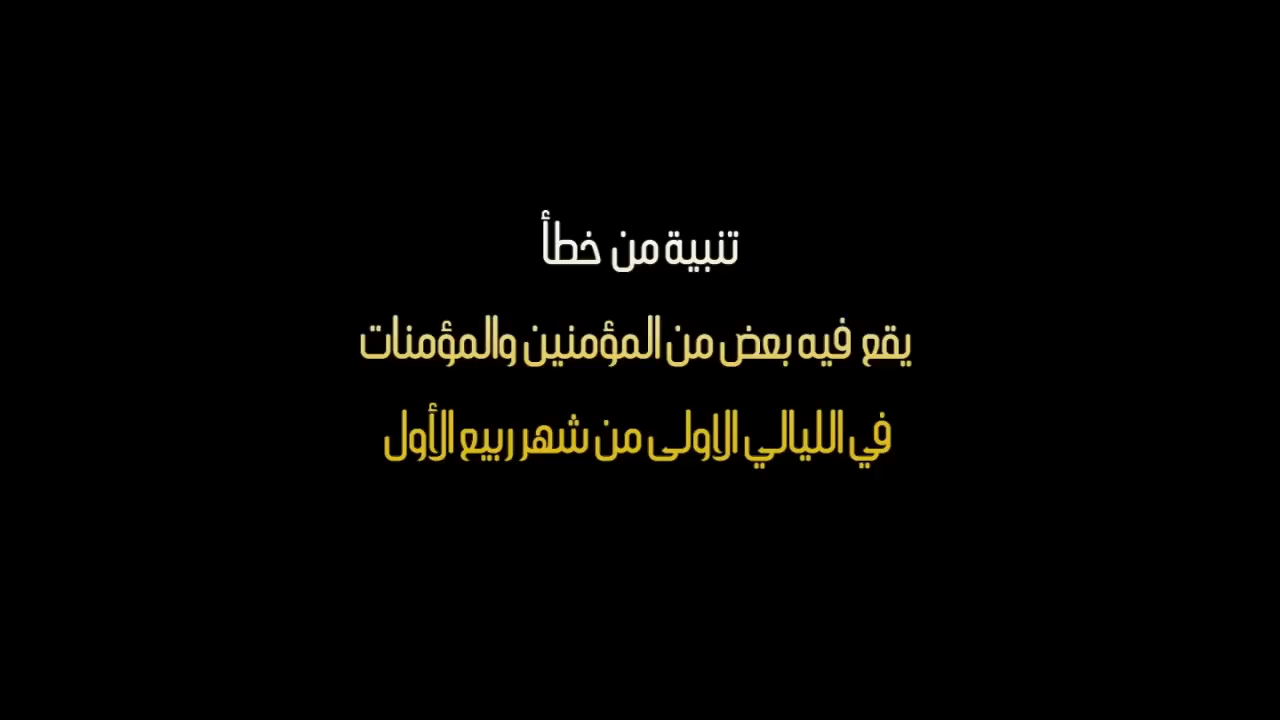 تنبية من خطأ
يقع فيه بعض من المؤمنين والمؤمنات
في الليالي الاولى من شهر ربيع الأول